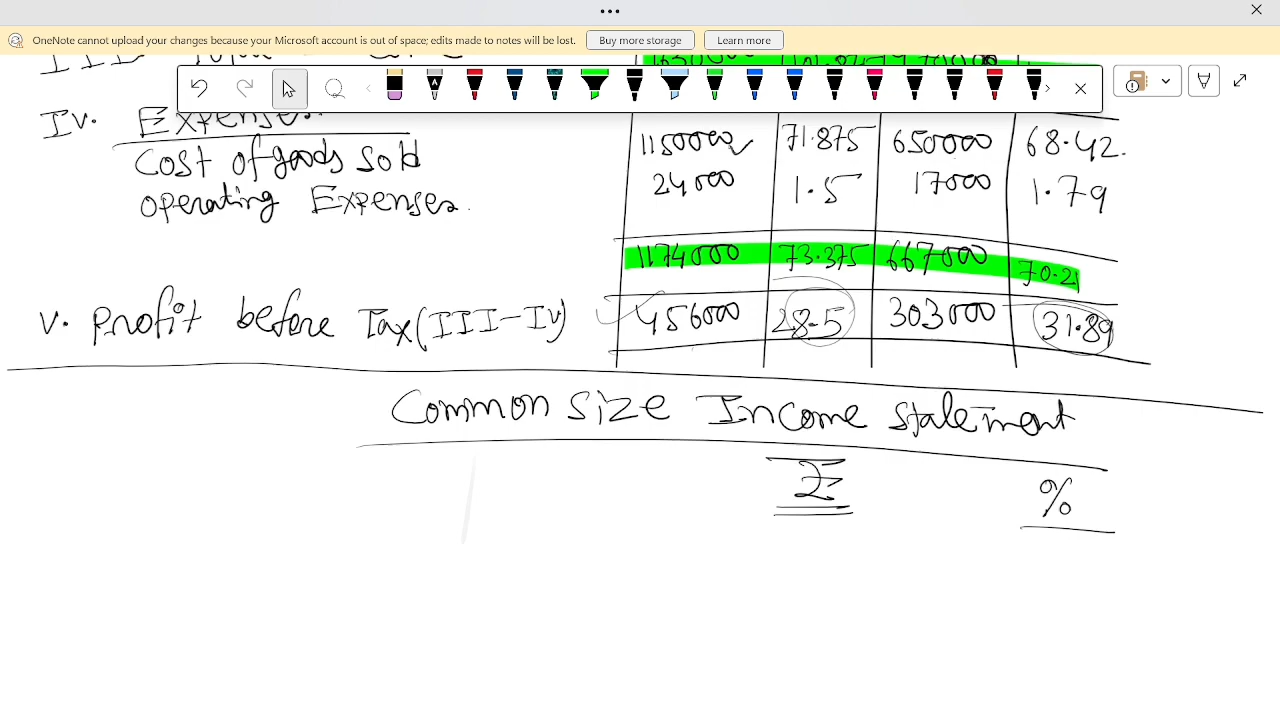 OneNote cannot upload your changes because your Microsoft account is out of space; edits made to notes will be lost. Buy more storage Learn more
III
IV. Expenses.
Cost of goods sold 1150000 71.875 650000 68.42.
operating Expenses. 24000 1.5 17000 1.79
1174000 73.375 667000 70.21
V. Profit before Tax (III-IV) 456000 28.5 303000 31.89
Common size Income statement
₹ %